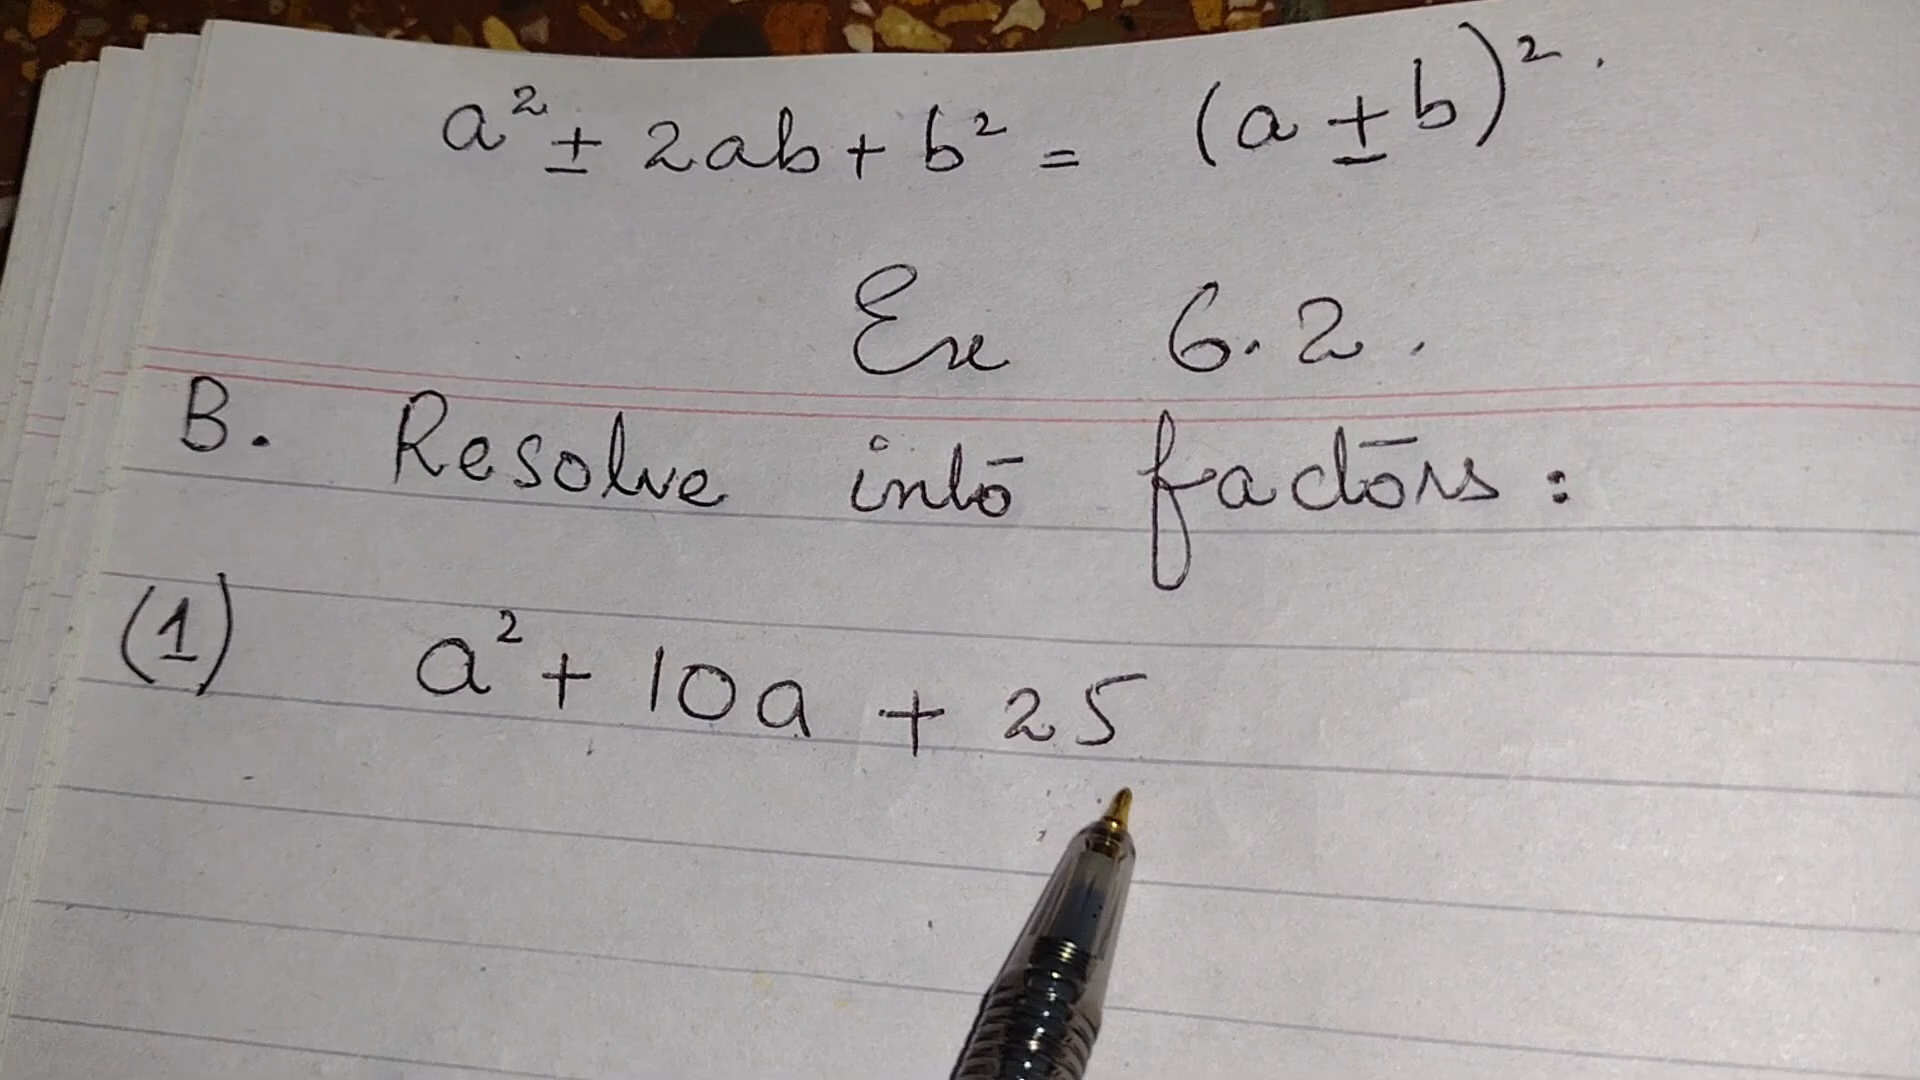 a² ± 2ab + b² = (a ± b)².
Ex 6.2.
B. Resolve into factors :
(1) a² + 10a + 25